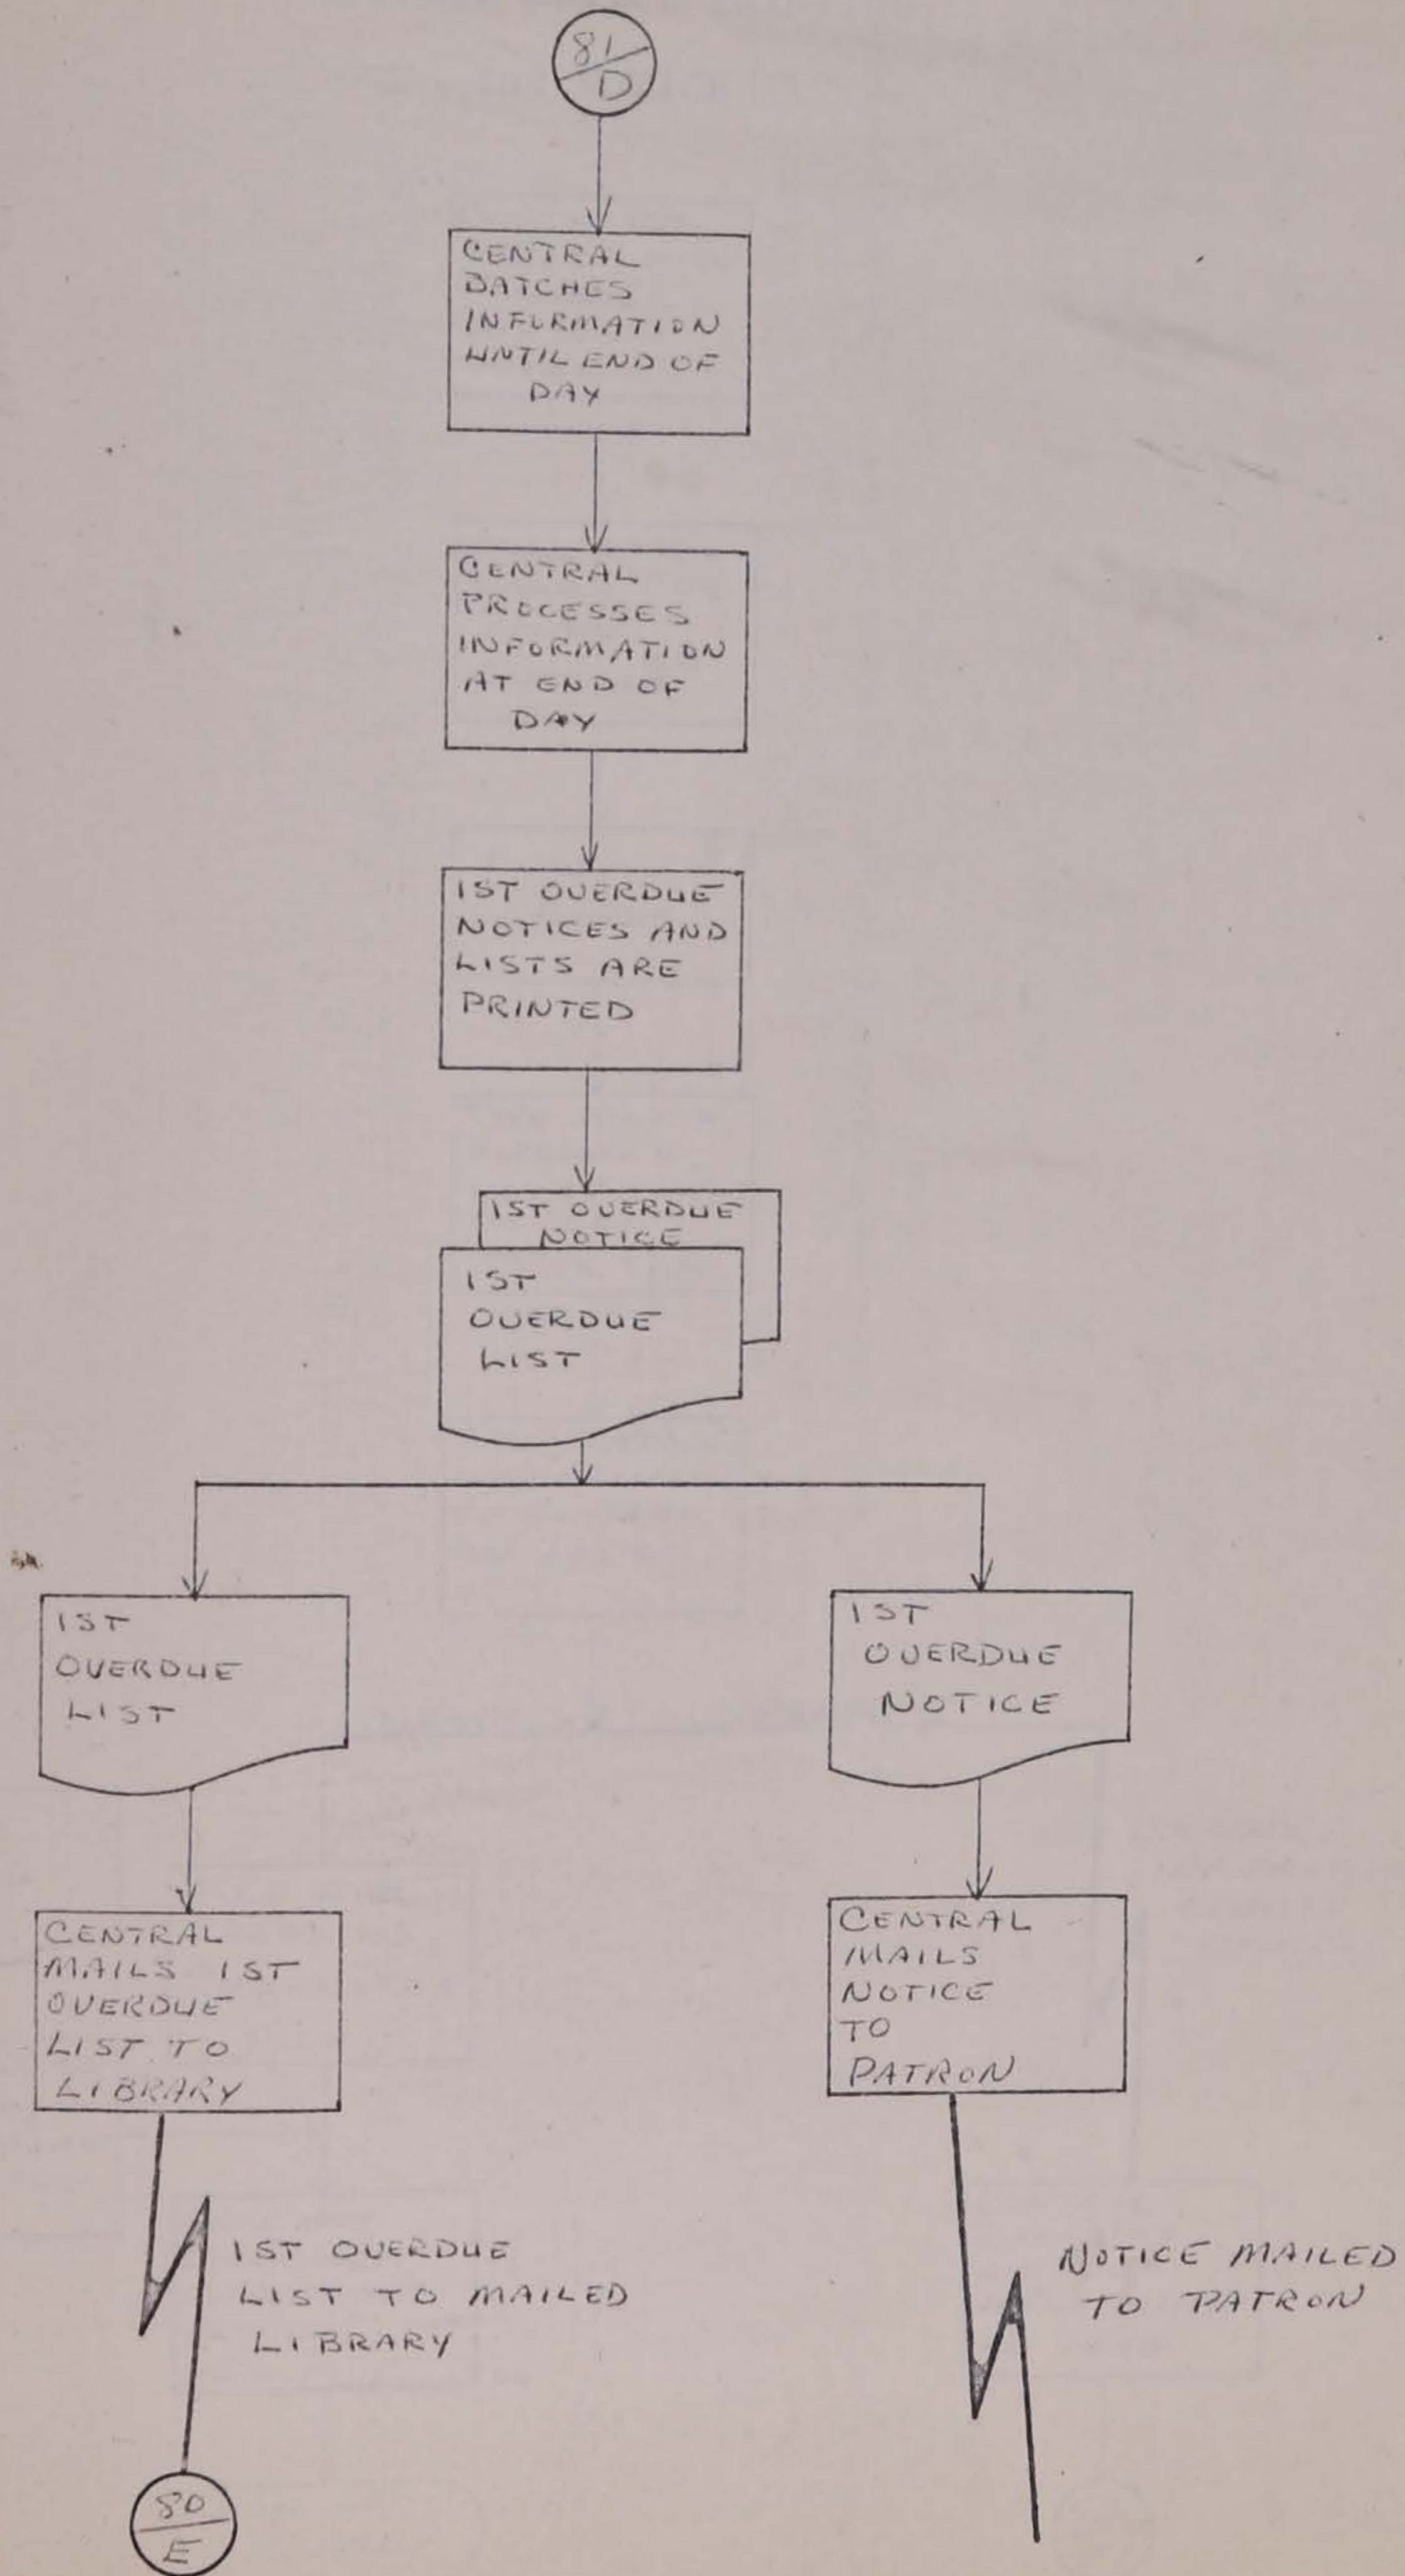 81
D
CENTRAL
BATCHES
INFORMATION
UNTIL END OF
DAY
CENTRAL
PROCESSES
INFORMATION
AT END OF
DAY
1ST OVERDUE
NOTICES AND
LISTS ARE
PRINTED
1ST OVERDUE
NOTICE
1ST
OVERDUE
LIST
1ST
OVERDUE
LIST
1ST
OVERDUE
NOTICE
CENTRAL
MAILS 1ST
OVERDUE
LIST TO
LIBRARY
CENTRAL
MAILS
NOTICE
TO
PATRON
1ST OVERDUE
LIST TO MAILED
LIBRARY
NOTICE MAILED
TO PATRON
80
E